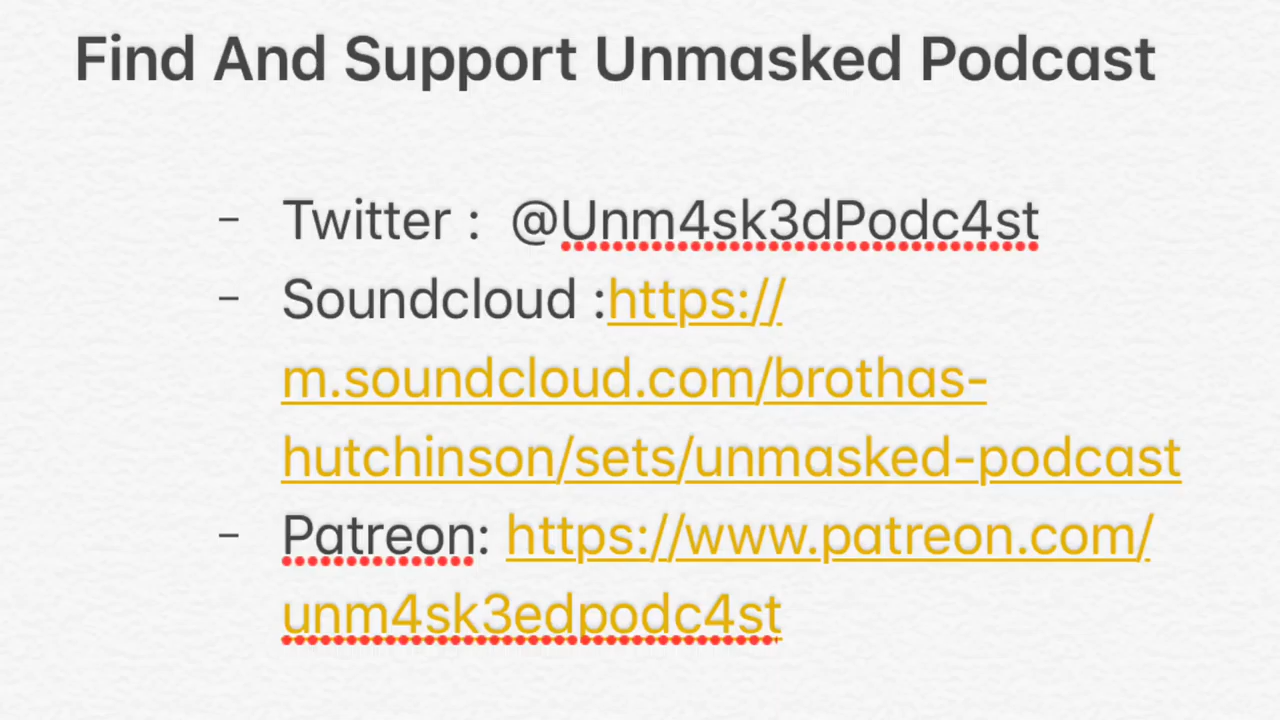 Find And Support Unmasked Podcast
- Twitter :  @Unm4sk3dPodc4st
- Soundcloud :https://
m.soundcloud.com/brothas-
hutchinson/sets/unmasked-podcast
- Patreon: https://www.patreon.com/
unm4sk3edpodc4st